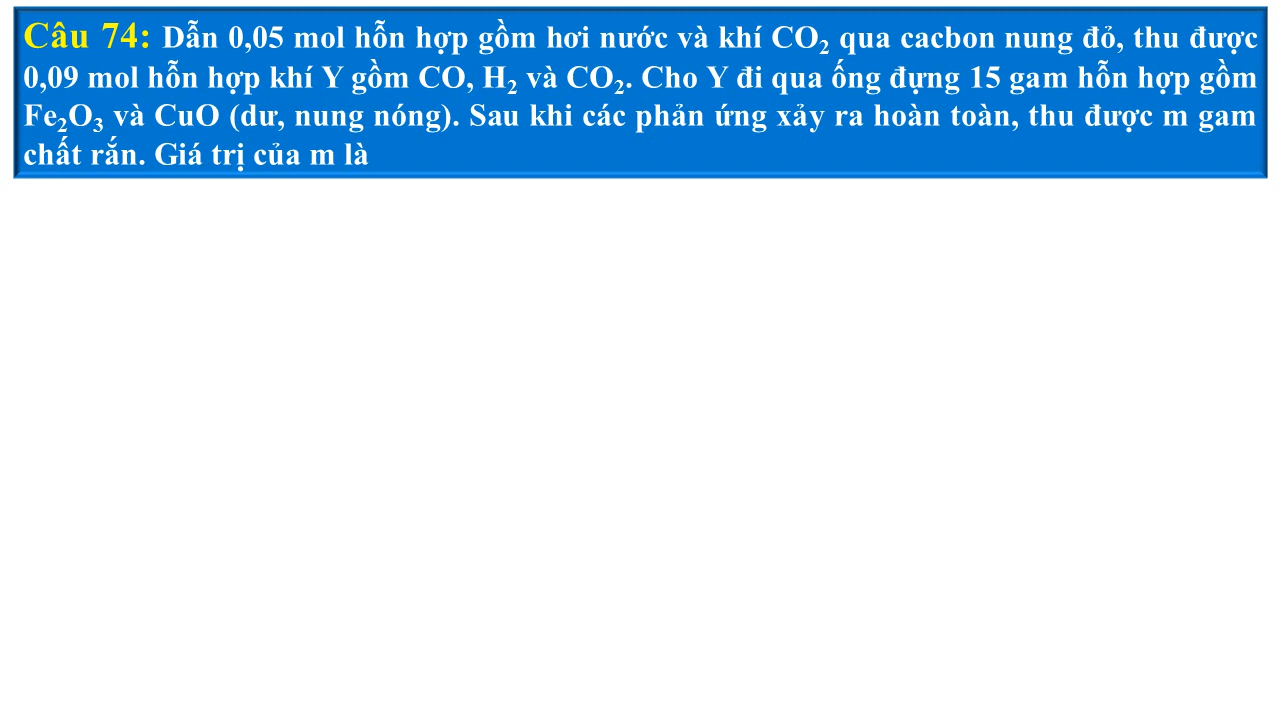 Câu 74: Dẫn 0,05 mol hỗn hợp gồm hơi nước và khí CO₂ qua cacbon nung đỏ, thu được
0,09 mol hỗn hợp khí Y gồm CO, H₂ và CO₂. Cho Y đi qua ống đựng 15 gam hỗn hợp gồm
Fe₂O₃ và CuO (dư, nung nóng). Sau khi các phản ứng xảy ra hoàn toàn, thu được m gam
chất rắn. Giá trị của m là